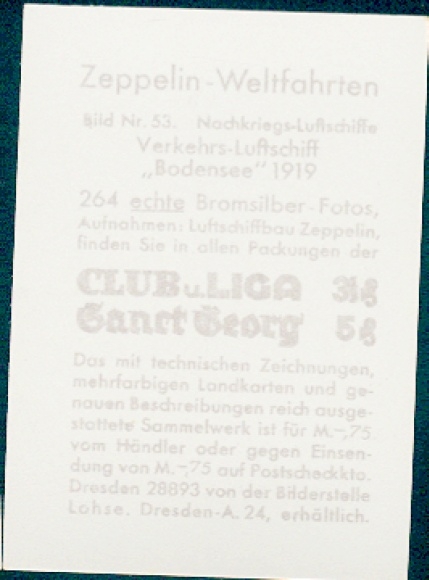 Zeppelin-Weltfahrten
Bild Nr. 53. Nachkriegs-Luftschiffe
Verkehrs-Luftschiff
„Bodensee" 1919
264 echte Bromsilber-Fotos,
Aufnahmen: Luftschiffbau Zeppelin,
finden Sie in allen Packungen der
CLUB u. LIGA 3⅓ ₰
Sanct Georg 5 ₰
Das mit technischen Zeichnungen,
mehrfarbigen Landkarten und ge-
nauen Beschreibungen reich ausge-
stattete Sammelwerk ist für M.-,75
vom Händler oder gegen Einsen-
dung von M.-,75 auf Postscheckkto.
Dresden 28893 von der Bilderstelle
Lohse, Dresden-A. 24, erhältlich.